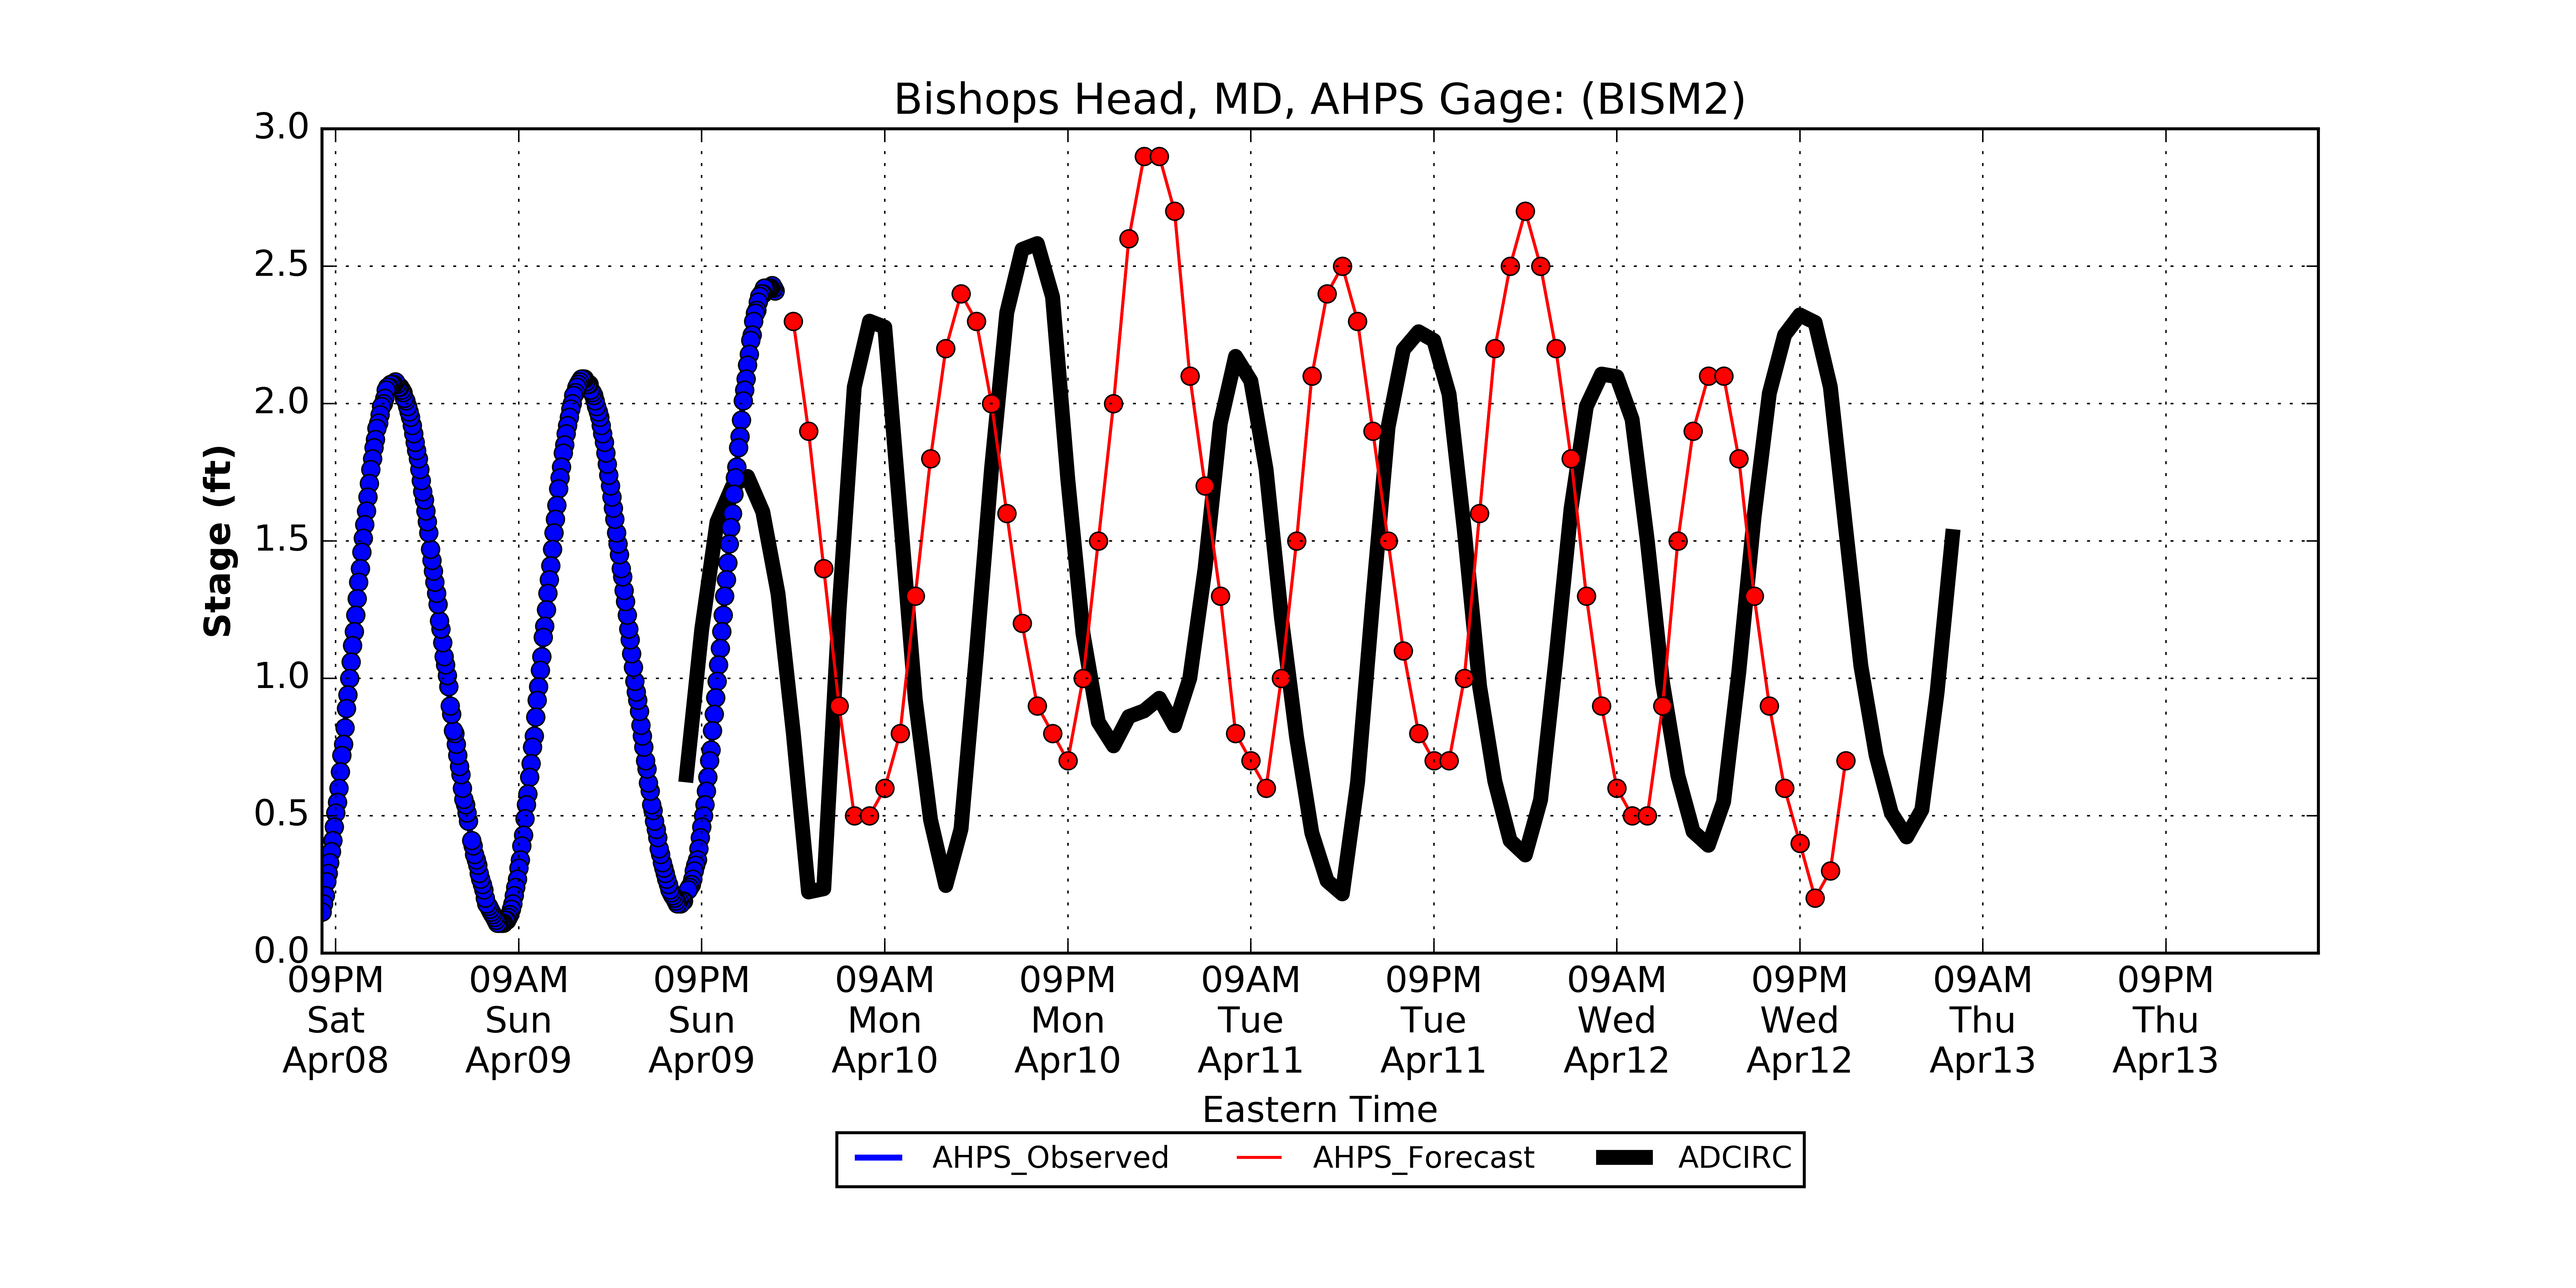 Bishops Head, MD, AHPS Gage: (BISM2)
3.0
2.5
2.0
1.5
1.0
0.5
0.0
Stage (ft)
09PM 09AM 09PM 09AM 09PM 09AM 09PM 09AM 09PM 09AM 09PM
Sat Sun Sun Mon Mon Tue Tue Wed Wed Thu Thu
Apr08 Apr09 Apr09 Apr10 Apr10 Apr11 Apr11 Apr12 Apr12 Apr13 Apr13
Eastern Time
AHPS_Observed AHPS_Forecast ADCIRC